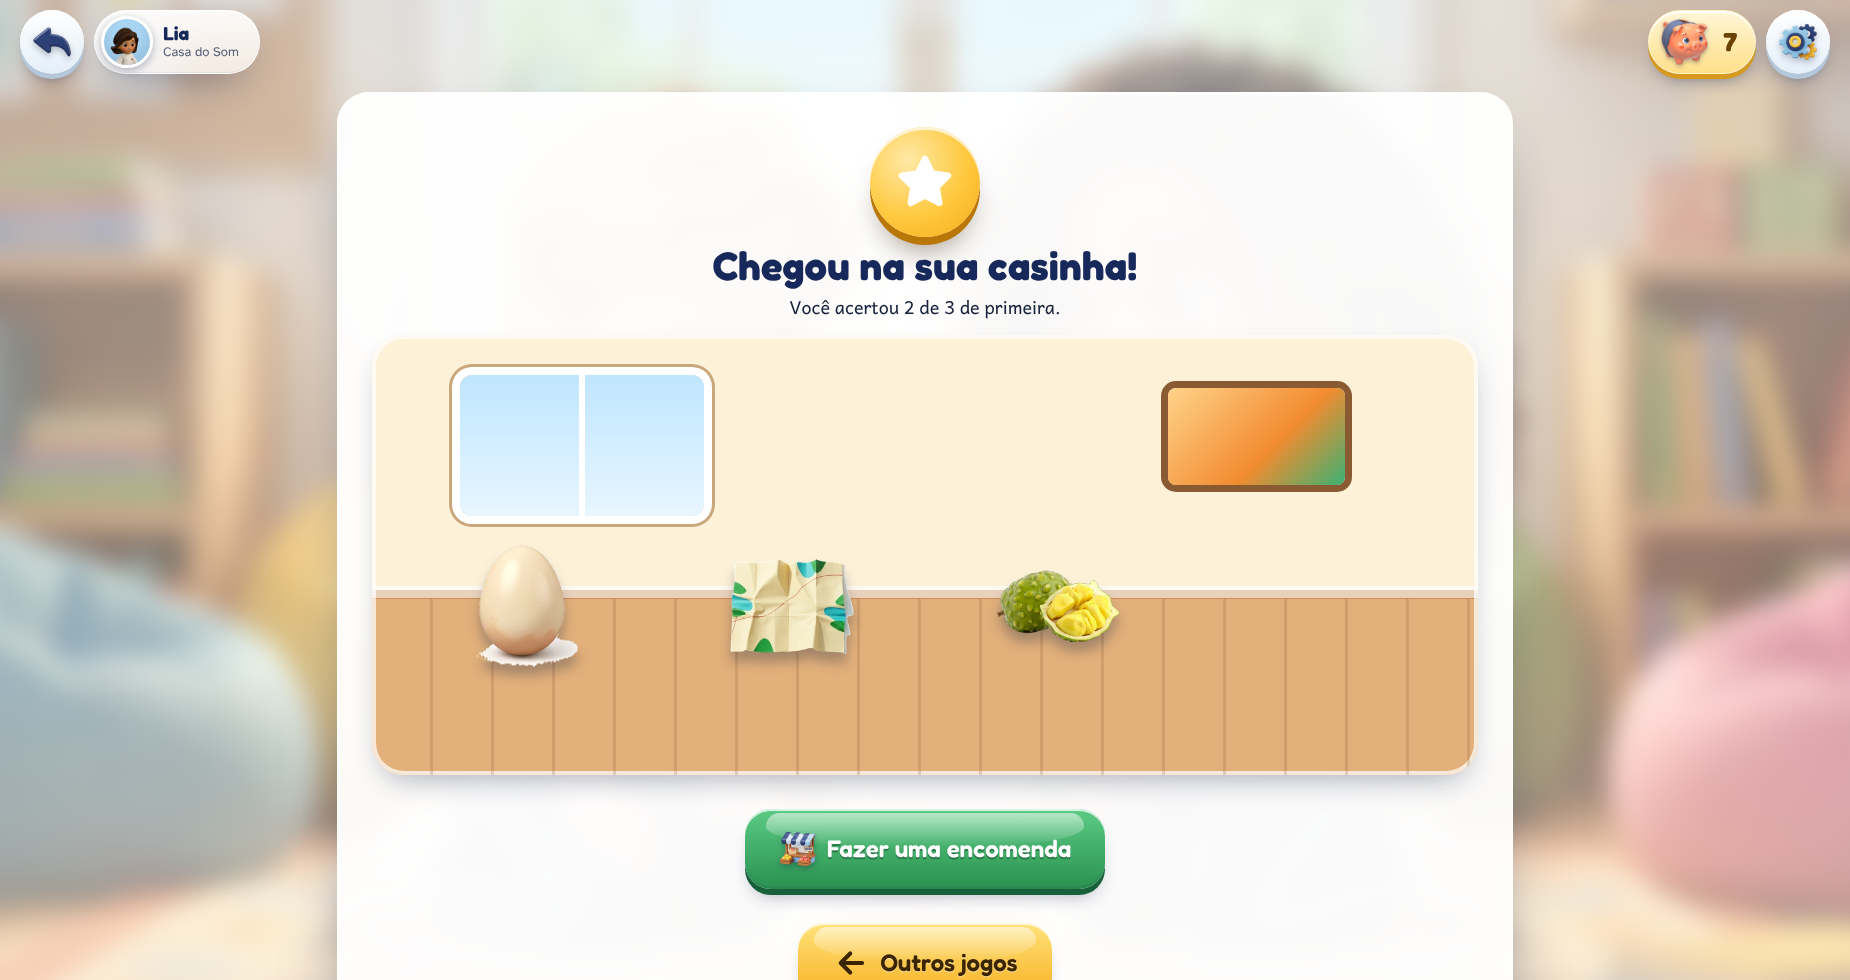 Lia
Casa do Som
7
Chegou na sua casinha!
Você acertou 2 de 3 de primeira.
Fazer uma encomenda
Outros jogos